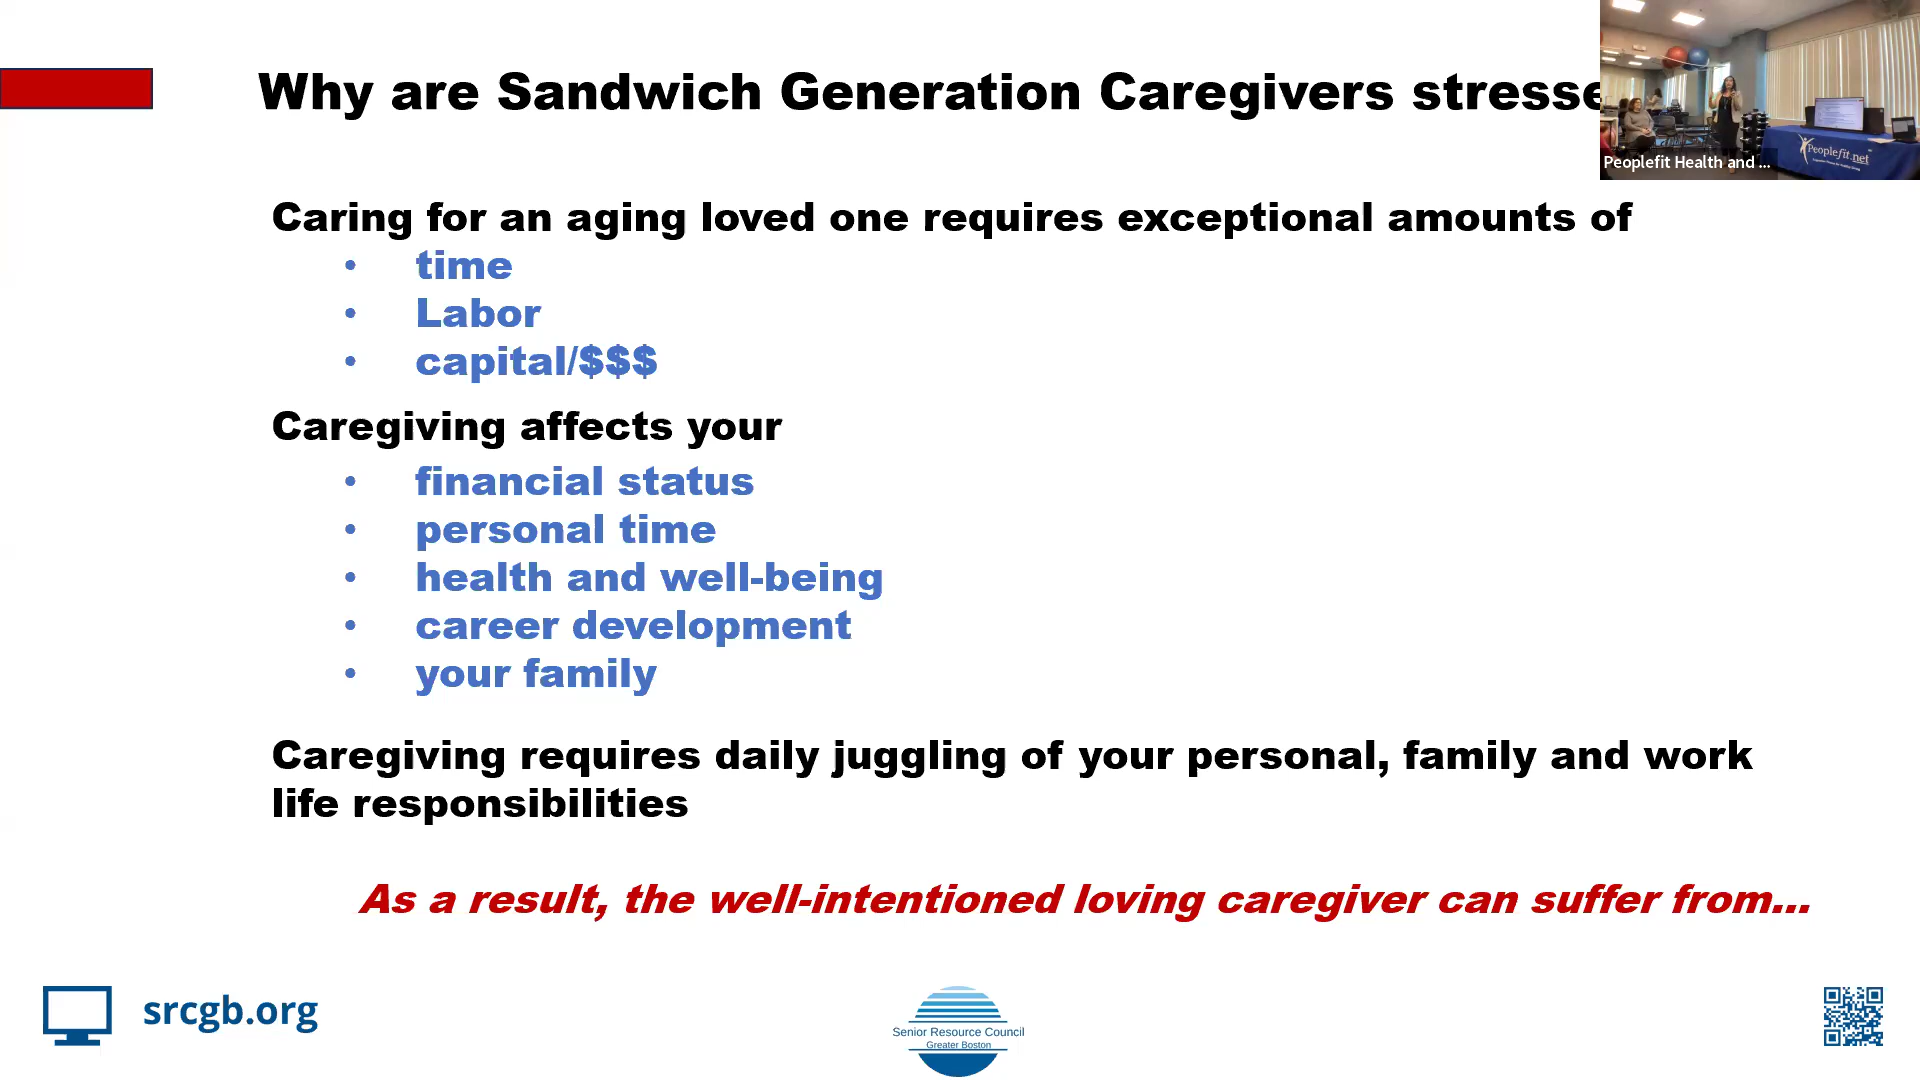 Why are Sandwich Generation Caregivers stresse
Peoplefit Health and ...
Peoplefit.net
Caring for an aging loved one requires exceptional amounts of
• time
• Labor
• capital/$$$
Caregiving affects your
• financial status
• personal time
• health and well-being
• career development
• your family
Caregiving requires daily juggling of your personal, family and work
life responsibilities
As a result, the well-intentioned loving caregiver can suffer from...
srcgb.org
Senior Resource Council
Greater Boston